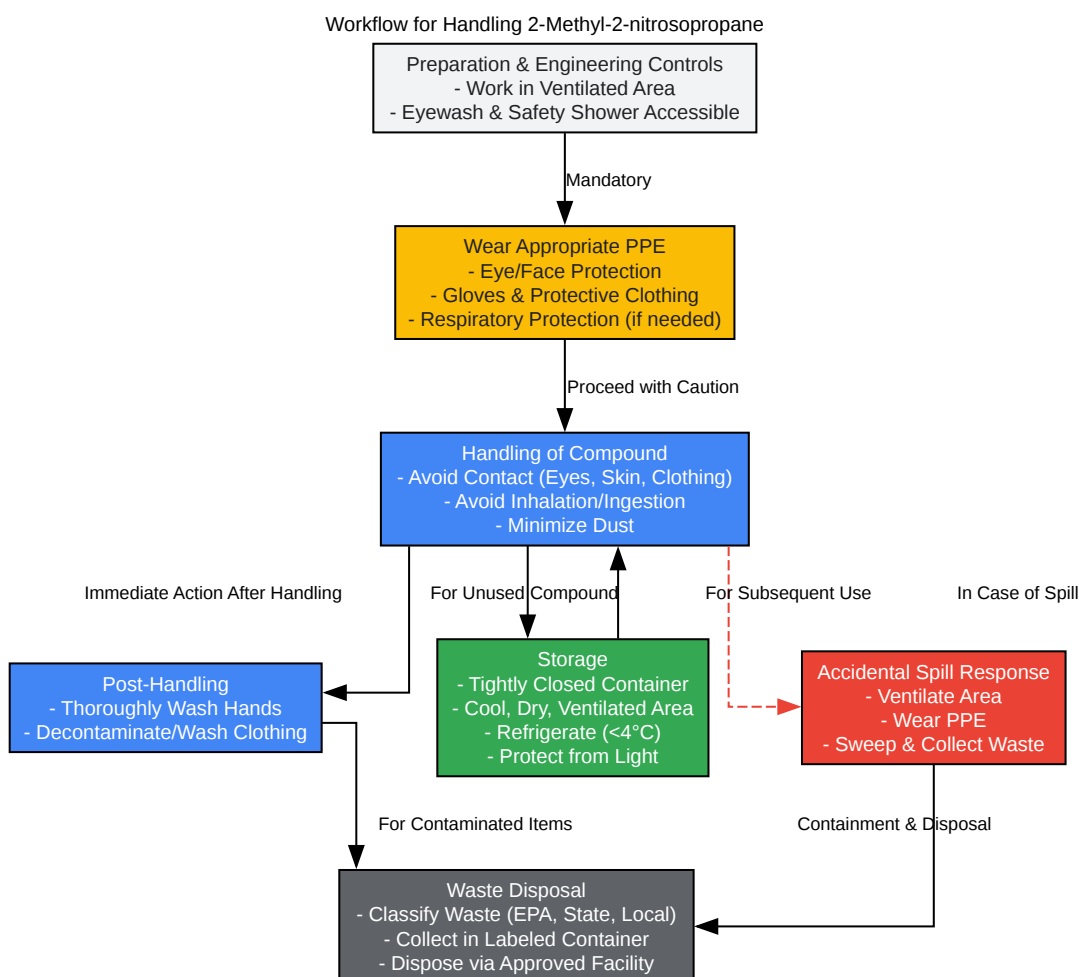 Workflow for Handling 2-Methyl-2-nitrosopropane
Preparation & Engineering Controls
- Work in Ventilated Area
- Eyewash & Safety Shower Accessible
Mandatory
Wear Appropriate PPE
- Eye/Face Protection
- Gloves & Protective Clothing
- Respiratory Protection (if needed)
Proceed with Caution
Handling of Compound
- Avoid Contact (Eyes, Skin, Clothing)
- Avoid Inhalation/Ingestion
- Minimize Dust
Immediate Action After Handling
For Unused Compound
For Subsequent Use
In Case of Spill
Post-Handling
- Thoroughly Wash Hands
- Decontaminate/Wash Clothing
Storage
- Tightly Closed Container
- Cool, Dry, Ventilated Area
- Refrigerate (<4°C)
- Protect from Light
Accidental Spill Response
- Ventilate Area
- Wear PPE
- Sweep & Collect Waste
For Contaminated Items
Containment & Disposal
Waste Disposal
- Classify Waste (EPA, State, Local)
- Collect in Labeled Container
- Dispose via Approved Facility